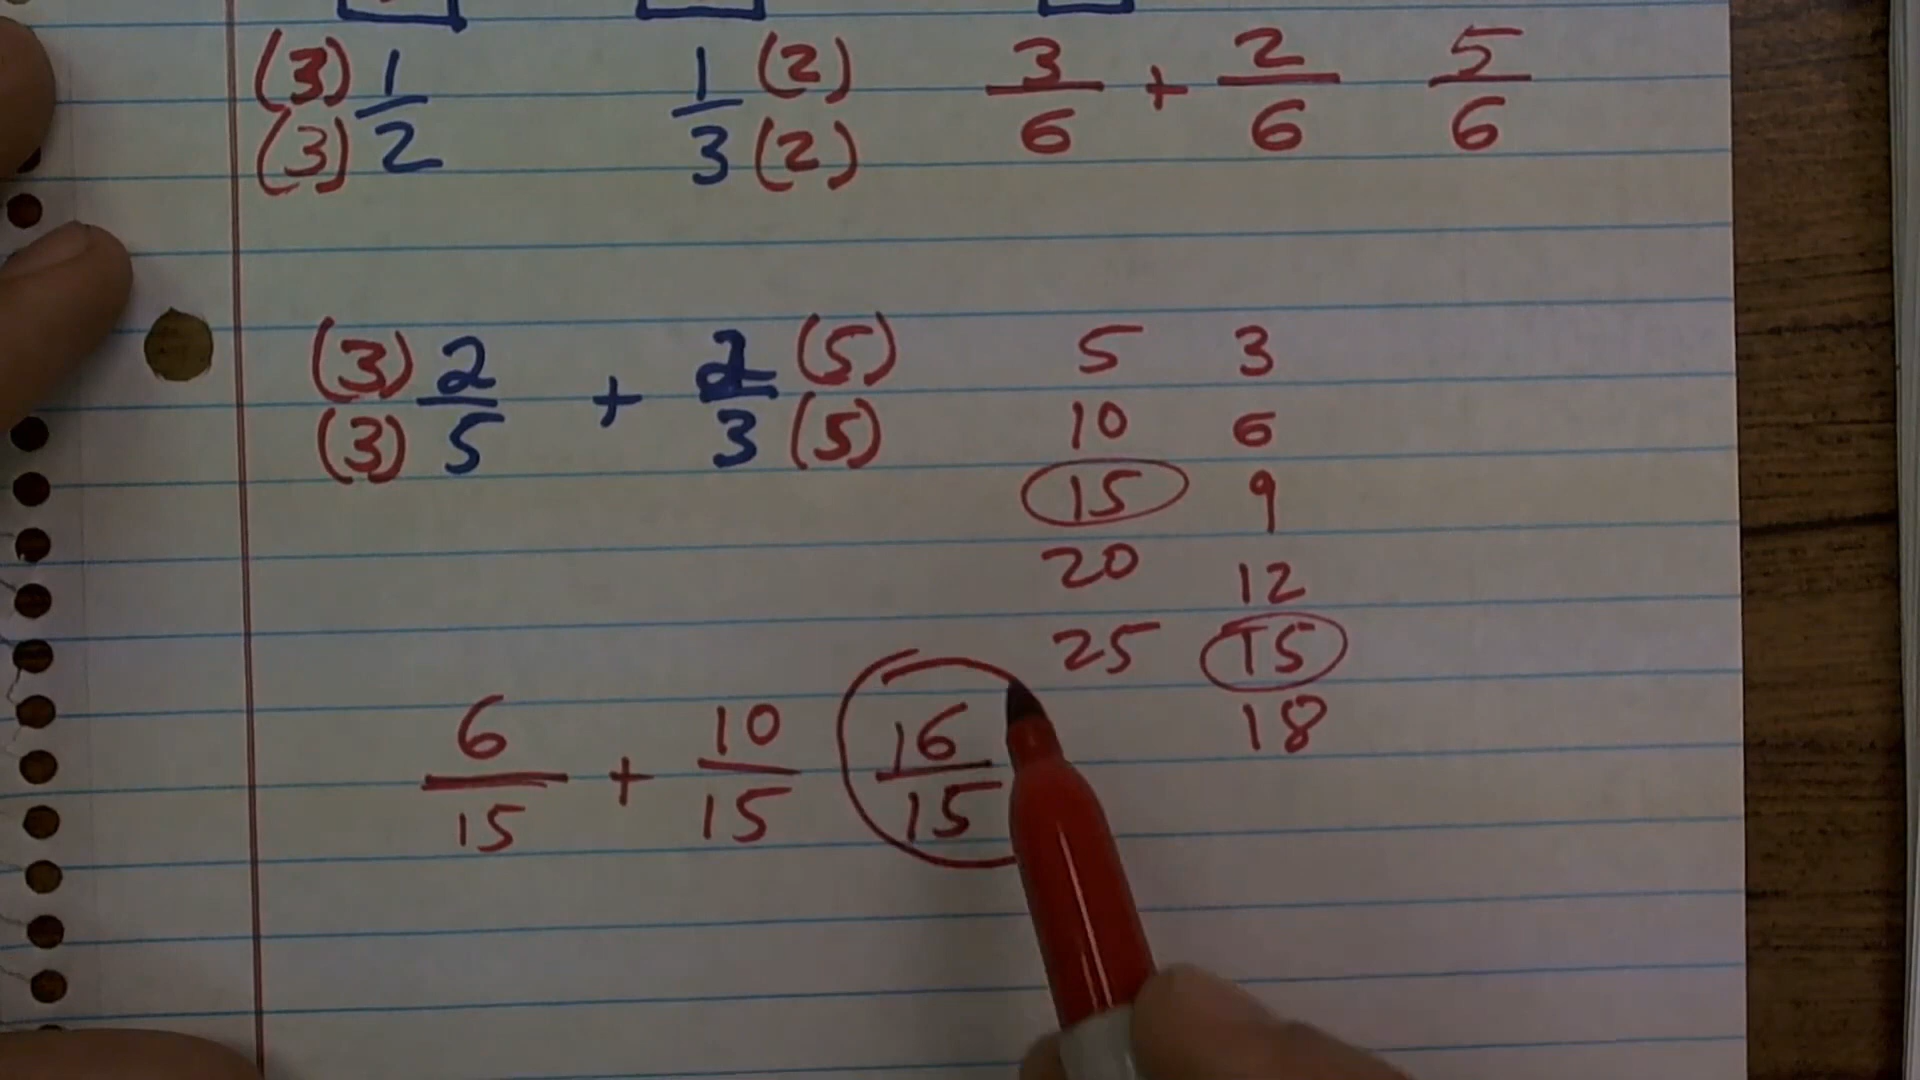 (3) 1 1 (2) 3 + 2 5
(3) 2 3 (2) 6 6 6
(3) 2 + 2 (5)
(3) 5 3 (5)
5 3
10 6
15 9
20 12
25 15
18
6 + 10 16
15 15 15